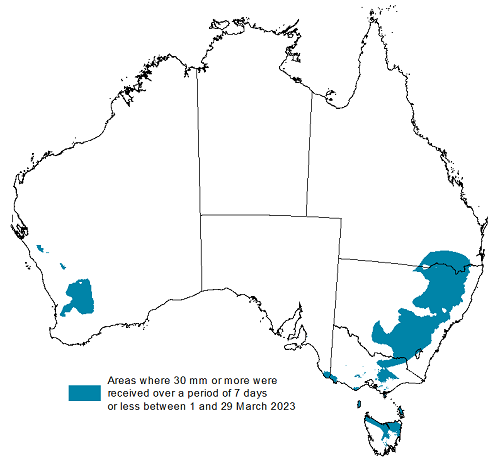 Areas where 30 mm or more were
received over a period of 7 days
or less between 1 and 29 March 2023